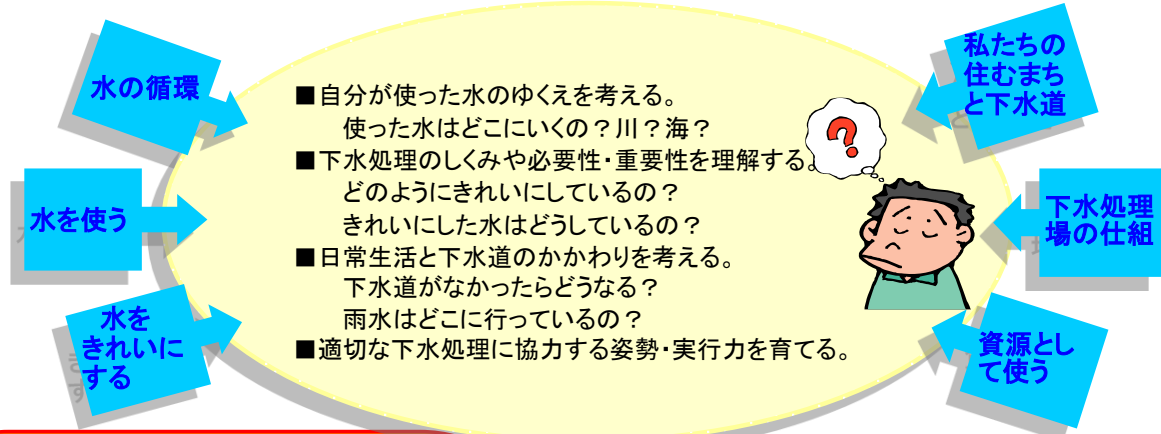 水の循環
水を使う
水を
きれいに
する
■自分が使った水のゆくえを考える。
使った水はどこにいくの？川？海？
■下水処理のしくみや必要性・重要性を理解する。
どのようにきれいにしているの？
きれいにした水はどうしているの？
■日常生活と下水道のかかわりを考える。
下水道がなかったらどうなる？
雨水はどこに行っているの？
■適切な下水処理に協力する姿勢・実行力を育てる。
?
私たちの
住むまち
と下水道
下水処理
場の仕組
資源とし
て使う